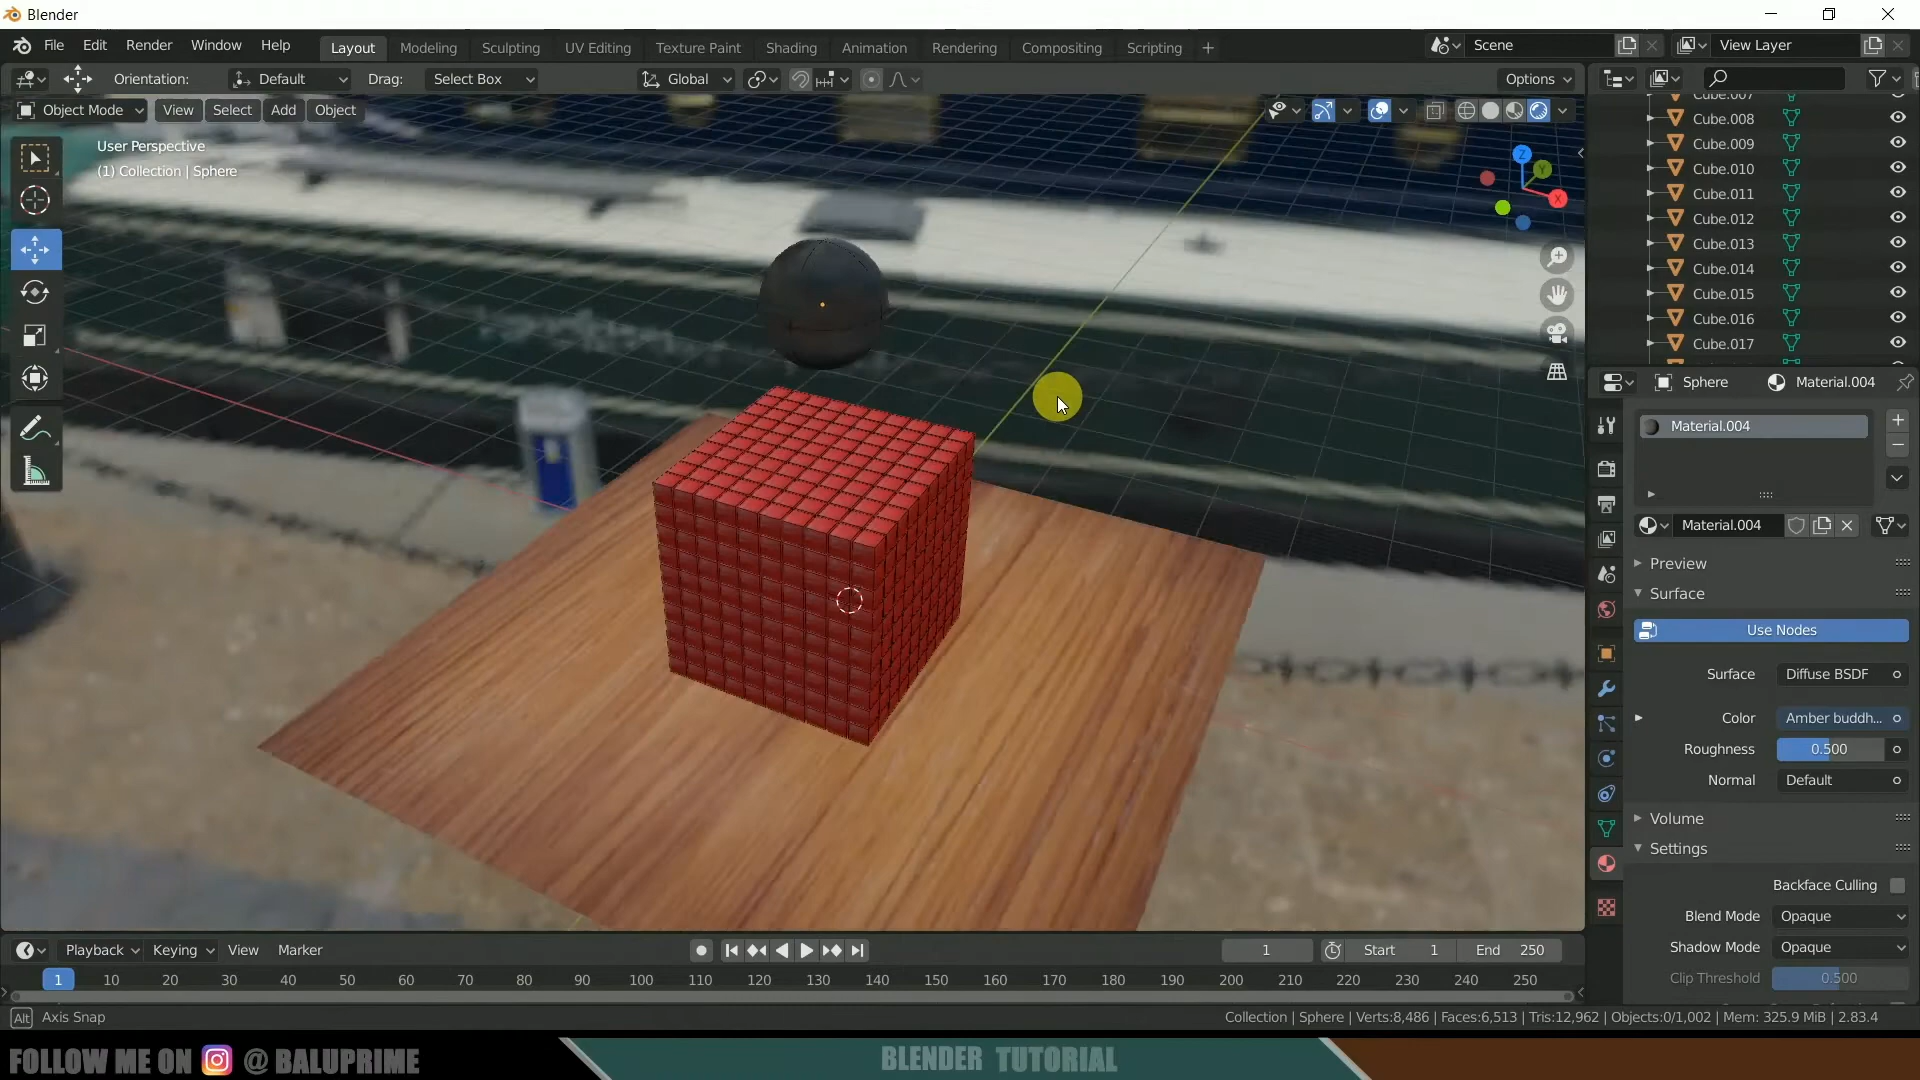 Blender
File Edit Render Window Help Layout Modeling Sculpting UV Editing Texture Paint Shading Animation Rendering Compositing Scripting + Scene View Layer
Orientation: Default Drag: Select Box Global Options
Object Mode View Select Add Object
User Perspective
(1) Collection | Sphere
Z
Y
X
Cube.007
Cube.008
Cube.009
Cube.010
Cube.011
Cube.012
Cube.013
Cube.014
Cube.015
Cube.016
Cube.017
Sphere Material.004
Material.004
Material.004
Preview
Surface
Use Nodes
Surface Diffuse BSDF
Color Amber buddh...
Roughness 0.500
Normal Default
Volume
Settings
Backface Culling
Blend Mode Opaque
Shadow Mode Opaque
Clip Threshold 0.500
Playback Keying View Marker 1 Start 1 End 250
1 10 20 30 40 50 60 70 80 90 100 110 120 130 140 150 160 170 180 190 200 210 220 230 240 250
Alt Axis Snap Collection | Sphere | Verts:8,486 | Faces:6,513 | Tris:12,962 | Objects:0/1,002 | Mem: 325.9 MiB | 2.83.4
FOLLOW ME ON @ BALUPRIME BLENDER TUTORIAL